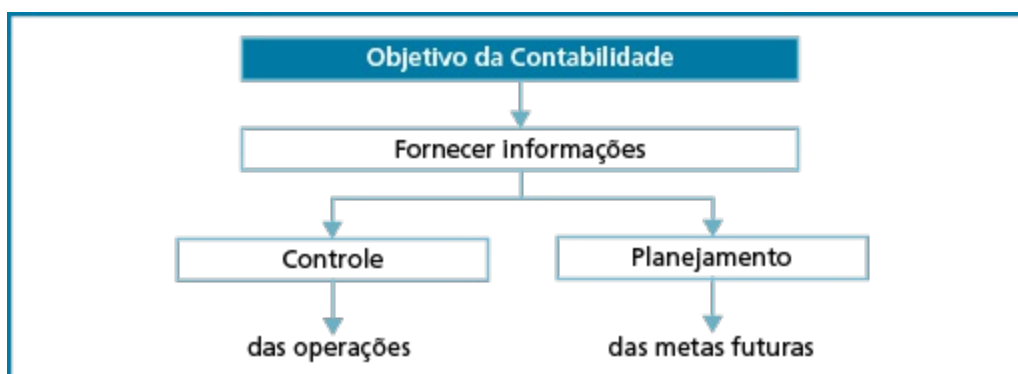 Objetivo da Contabilidade
Fornecer informações
Controle
Planejamento
das operações
das metas futuras